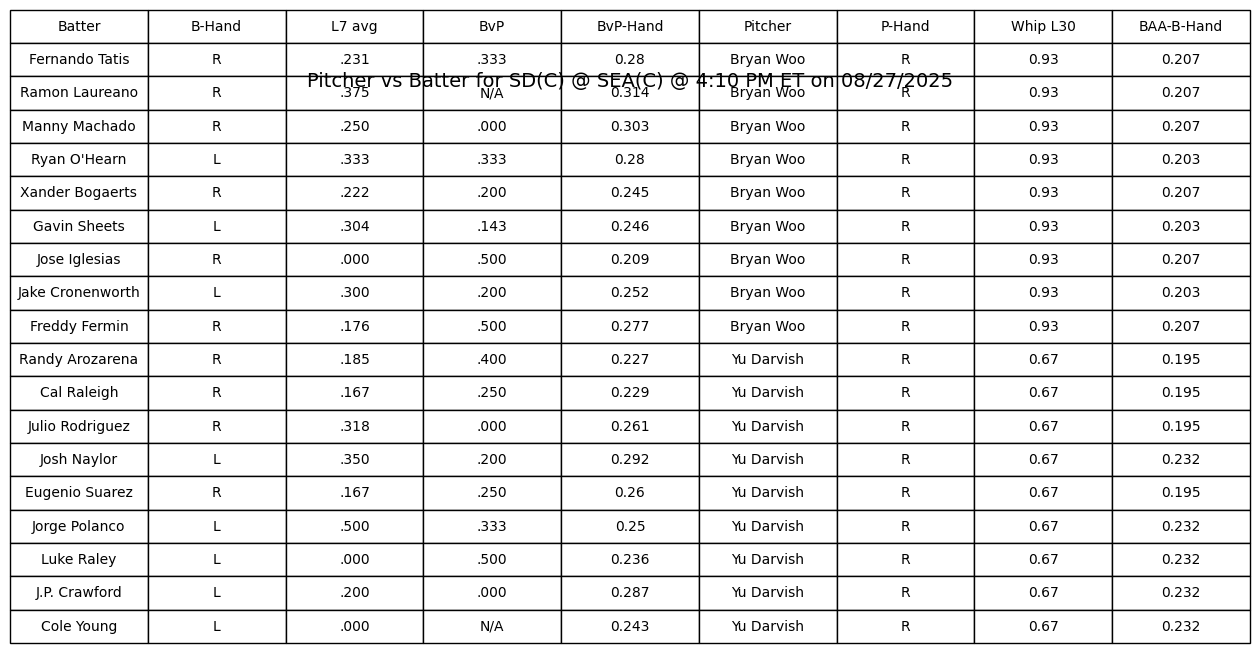 Batter B-Hand L7 avg BvP BvP-Hand Pitcher P-Hand Whip L30 BAA-B-Hand
Fernando Tatis R .231 .333 0.28 Bryan Woo R 0.93 0.207
Pitcher vs Batter for SD(C) @ SEA(C) @ 4:10 PM ET on 08/27/2025
Ramon Laureano R .375 N/A 0.314 Bryan Woo R 0.93 0.207
Manny Machado R .250 .000 0.303 Bryan Woo R 0.93 0.207
Ryan O'Hearn L .333 .333 0.28 Bryan Woo R 0.93 0.203
Xander Bogaerts R .222 .200 0.245 Bryan Woo R 0.93 0.207
Gavin Sheets L .304 .143 0.246 Bryan Woo R 0.93 0.203
Jose Iglesias R .000 .500 0.209 Bryan Woo R 0.93 0.207
Jake Cronenworth L .300 .200 0.252 Bryan Woo R 0.93 0.203
Freddy Fermin R .176 .500 0.277 Bryan Woo R 0.93 0.207
Randy Arozarena R .185 .400 0.227 Yu Darvish R 0.67 0.195
Cal Raleigh R .167 .250 0.229 Yu Darvish R 0.67 0.195
Julio Rodriguez R .318 .000 0.261 Yu Darvish R 0.67 0.195
Josh Naylor L .350 .200 0.292 Yu Darvish R 0.67 0.232
Eugenio Suarez R .167 .250 0.26 Yu Darvish R 0.67 0.195
Jorge Polanco L .500 .333 0.25 Yu Darvish R 0.67 0.232
Luke Raley L .000 .500 0.236 Yu Darvish R 0.67 0.232
J.P. Crawford L .200 .000 0.287 Yu Darvish R 0.67 0.232
Cole Young L .000 N/A 0.243 Yu Darvish R 0.67 0.232